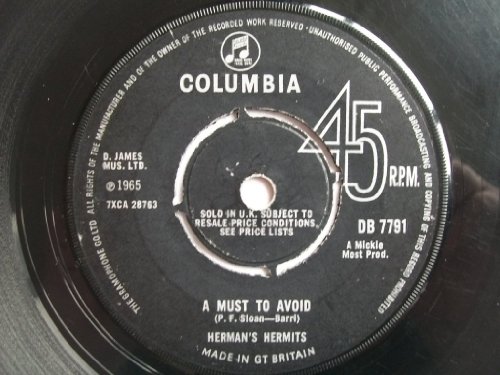 ALL RIGHTS OF THE MANUFACTURER AND OF THE OWNER OF THE RECORDED WORK RESERVED · UNAUTHORISED PUBLIC PERFORMANCE BROADCASTING AND COPYING OF THIS RECORD PROHIBITED
THE GRAMOPHONE CO. LTD.
COLUMBIA
45
R.P.M.
D. JAMES
MUS. LTD.
℗ 1965
7XCA 28763
SOLD IN U.K. SUBJECT TO
RESALE PRICE CONDITIONS,
SEE PRICE LISTS
DB 7791
A Mickie
Most Prod.
A MUST TO AVOID
(P. F. Sloan—Barri)
HERMAN'S HERMITS
MADE IN GT BRITAIN